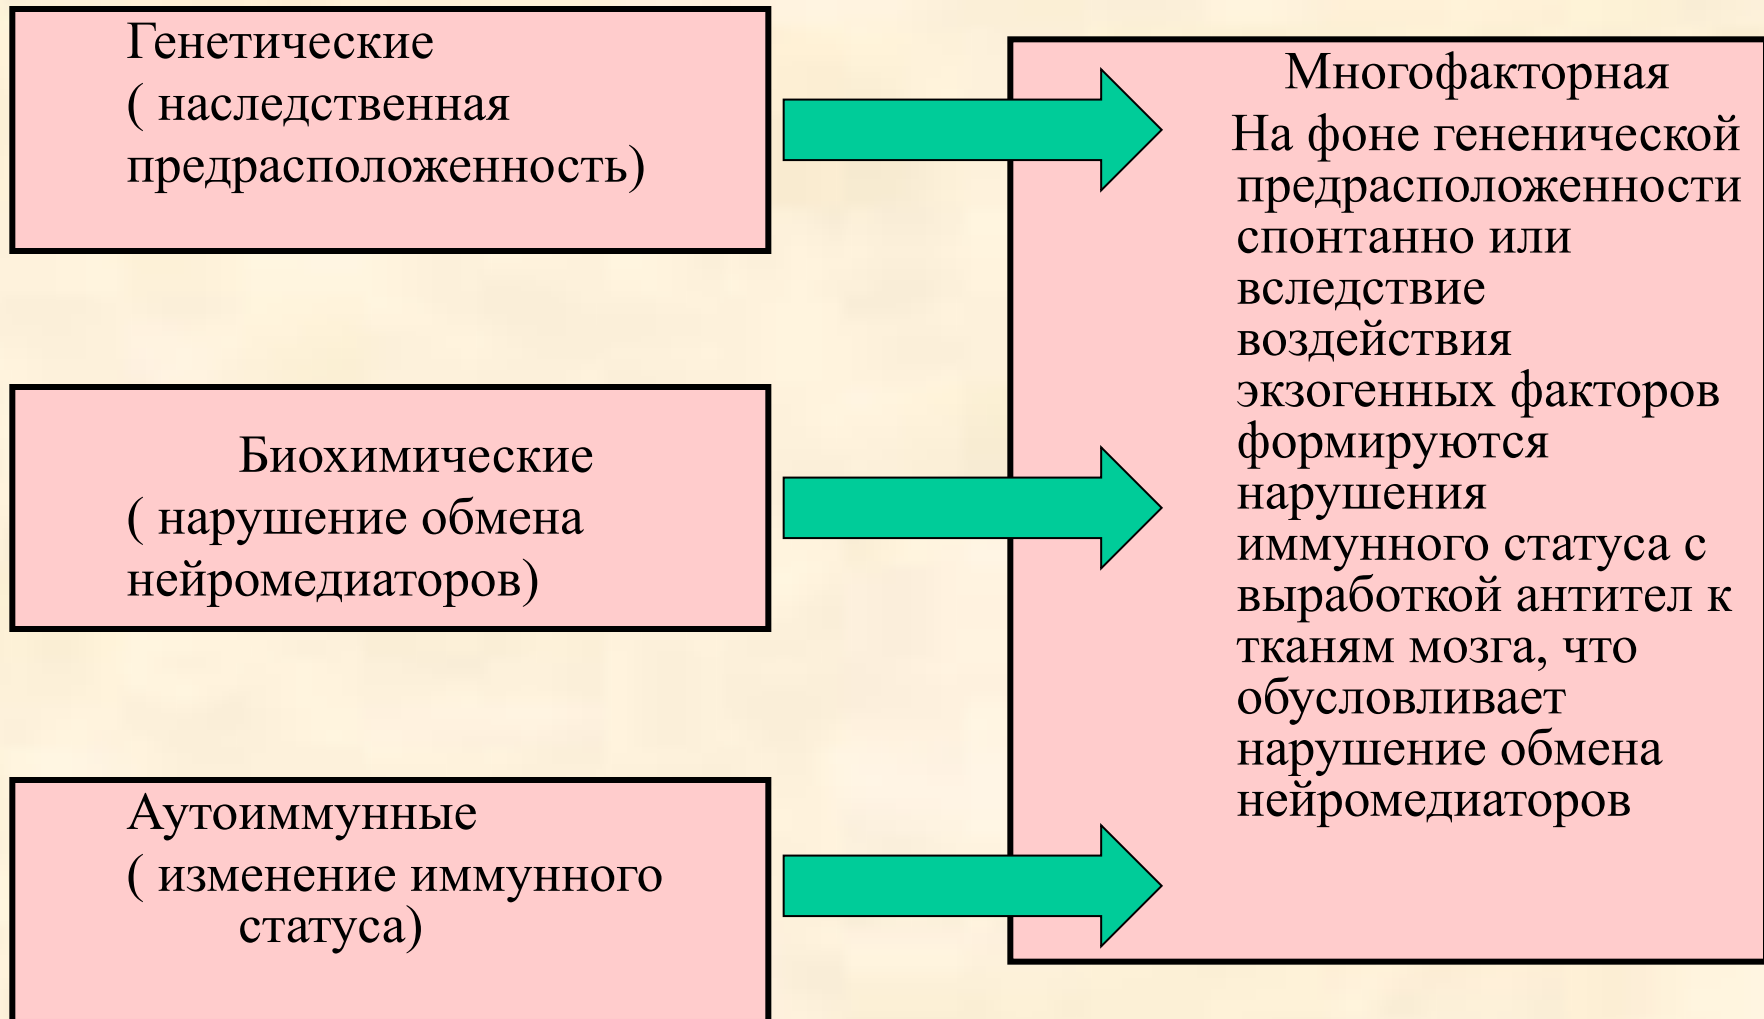 Генетические
( наследственная
предрасположенность)
Биохимические
( нарушение обмена
нейромедиаторов)
Аутоиммунные
( изменение иммунного
статуса)
Многофакторная
На фоне гененической
предрасположенности
спонтанно или
вследствие
воздействия
экзогенных факторов
формируются
нарушения
иммунного статуса с
выработкой антител к
тканям мозга, что
обусловливает
нарушение обмена
нейромедиаторов